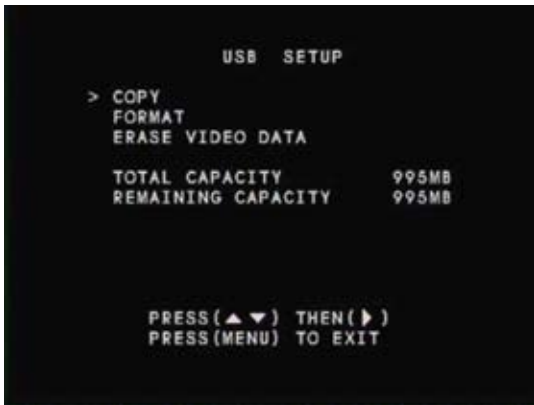 USB SETUP
> COPY
FORMAT
ERASE VIDEO DATA
TOTAL CAPACITY 995MB
REMAINING CAPACITY 995MB
PRESS(▲ ▼) THEN(▶)
PRESS(MENU) TO EXIT